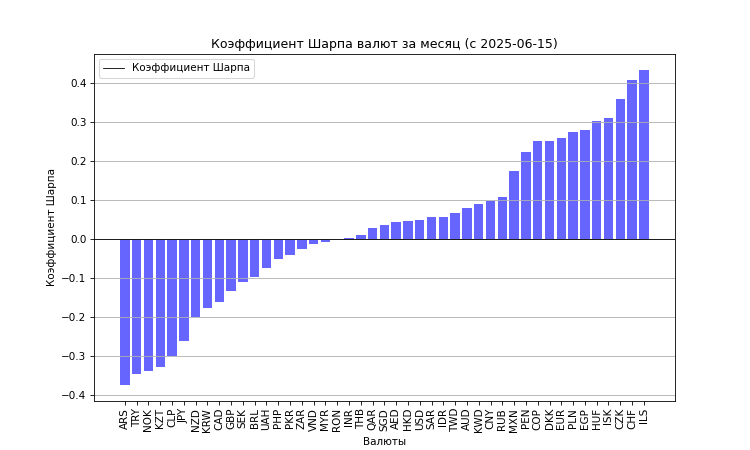 Коэффициент Шарпа валют за месяц (с 2025-06-15)
Коэффициент Шарпа
Коэффициент Шарпа
0.4
0.3
0.2
0.1
0.0
−0.1
−0.2
−0.3
−0.4
ARS TRY NOK KZT CLP JPY NZD KRW CAD GBP SEK BRL UAH PHP PKR ZAR VND MYR RON INR THB QAR SGD AED HKD USD SAR IDR TWD AUD KWD CNY RUB MXN PEN COP DKK EUR PLN EGP HUF ISK CZK CHF ILS
Валюты